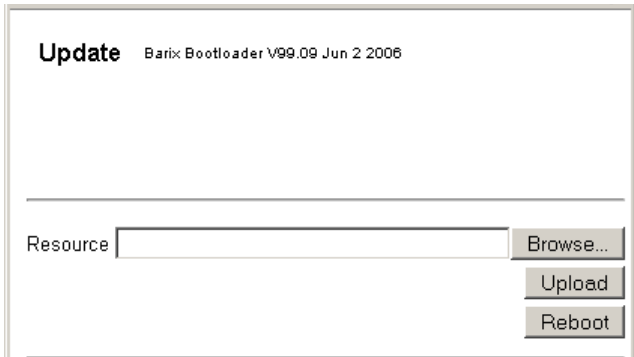 Update Barix Bootloader V99.09 Jun 2 2006
Resource Browse...
Upload
Reboot